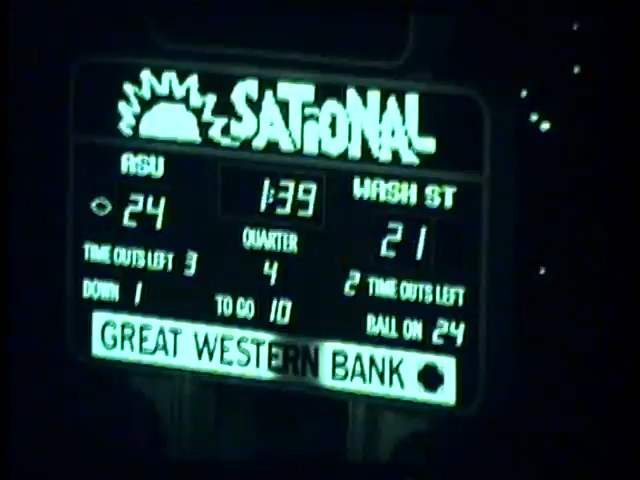 SATiONAL
ASU 1:39 WASH ST
24 QUARTER 21
TIME OUTS LEFT 3 4 2 TIME OUTS LEFT
DOWN 1 TO GO 10 BALL ON 24
GREAT WESTERN BANK